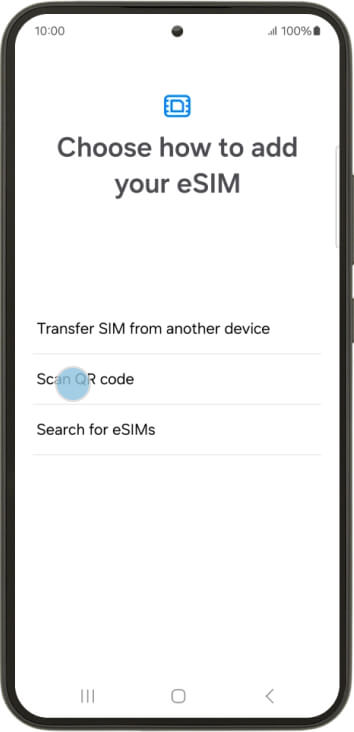 10:00
100%
Choose how to add
your eSIM
Transfer SIM from another device
Scan QR code
Search for eSIMs